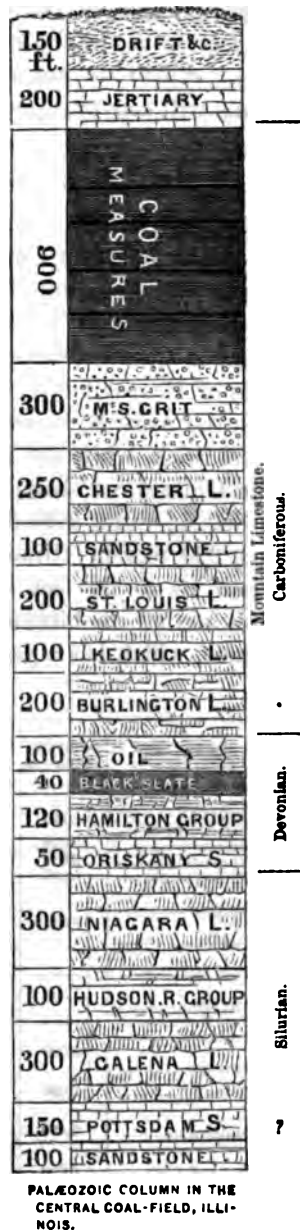 150 ft. DRIFT & C.
200 JERTIARY
900 COAL MEASURES
300 M'S. GRIT
250 CHESTER L.
100 SANDSTONE
200 ST. LOUIS L.
100 KEOKUCK L.
200 BURLINGTON L.
100 OIL
40 BLACK SLATE
120 HAMILTON GROUP
50 ORISKANY S
300 NIAGARA L.
100 HUDSON. R. GROUP
300 GALENA L
150 POTTSDAM S.
100 SANDSTONE
Mountain Limestone.
Carboniferous.
Devonian.
Silurian.
?
PALÆOZOIC COLUMN IN THE
CENTRAL COAL-FIELD, ILLI-
NOIS.